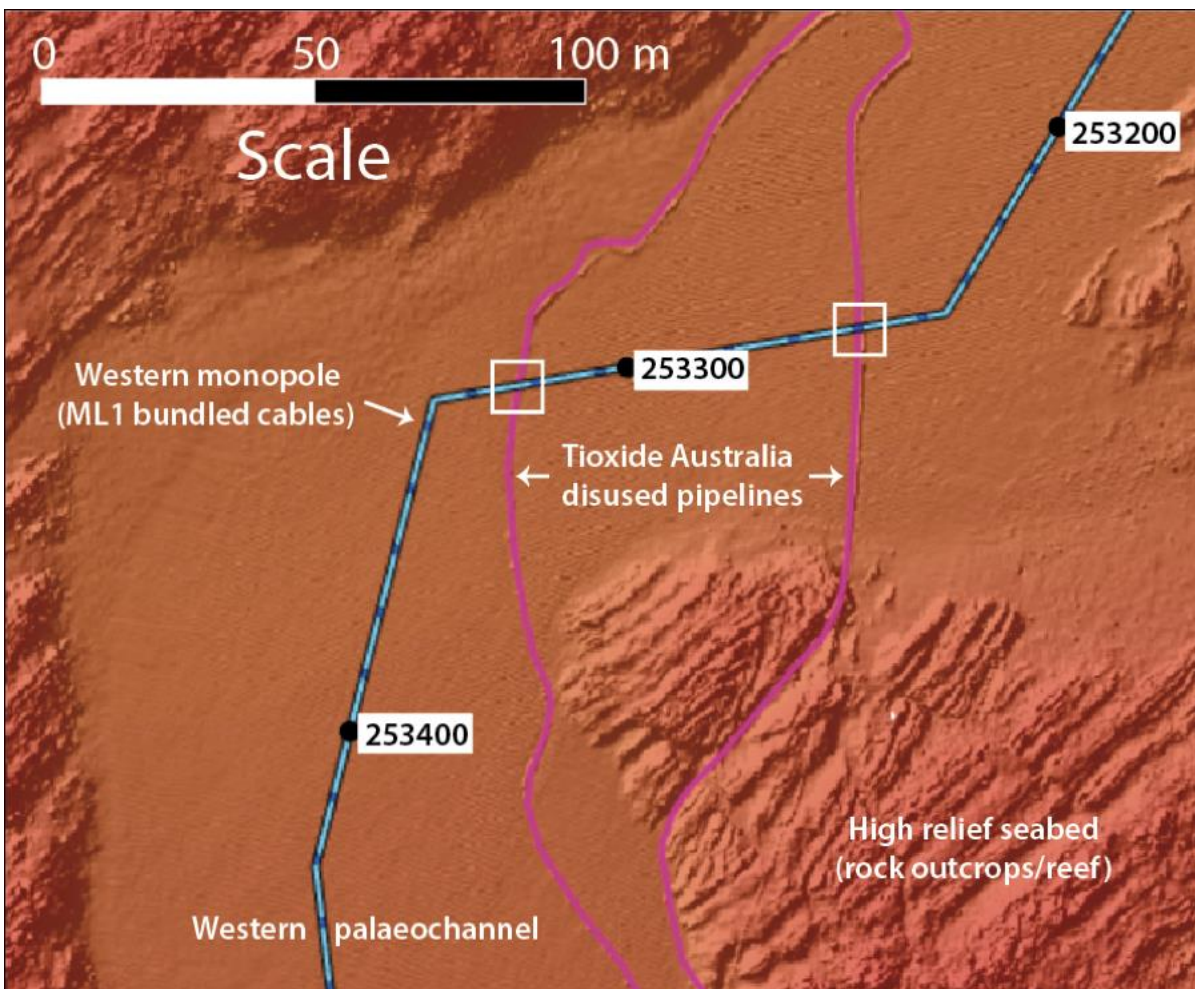 0 50 100 m
Scale
253200
253300
Western monopole
(ML1 bundled cables)
Tioxide Australia
disused pipelines
253400
High relief seabed
(rock outcrops/reef)
Western palaeochannel